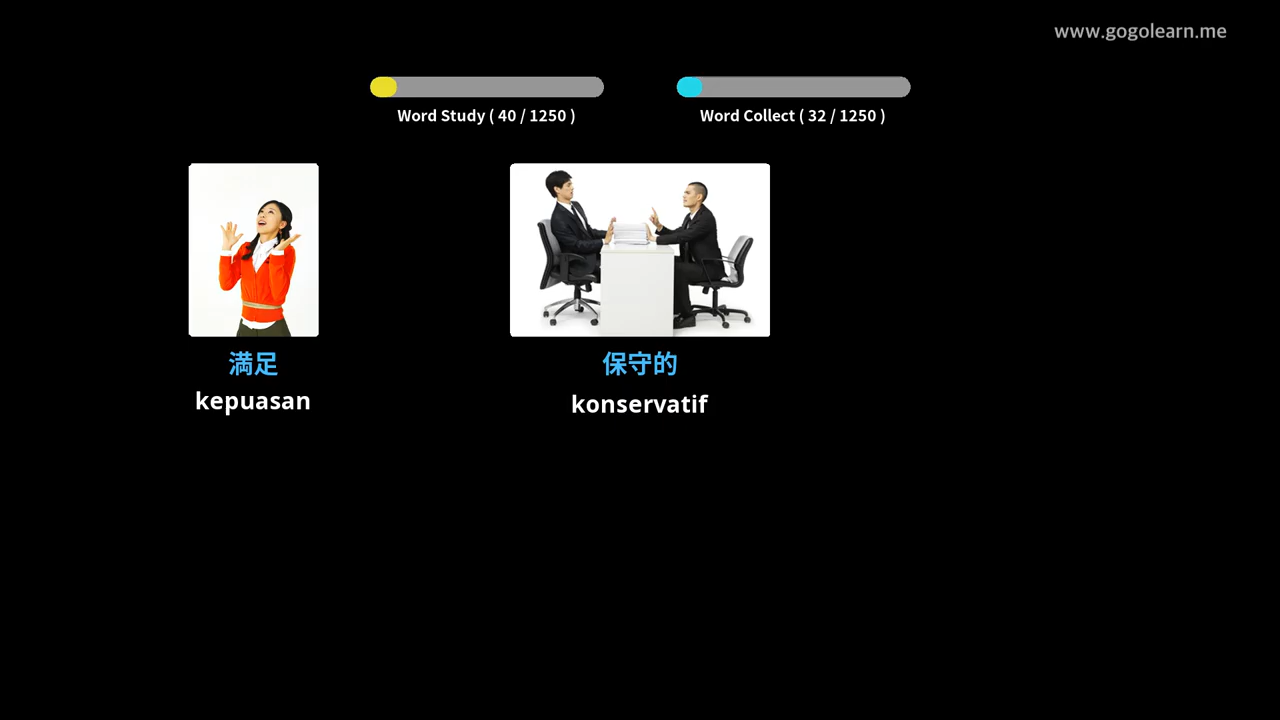 www.gogolearn.me
Word Study ( 40 / 1250 )
Word Collect ( 32 / 1250 )
満足
kepuasan
保守的
konservatif